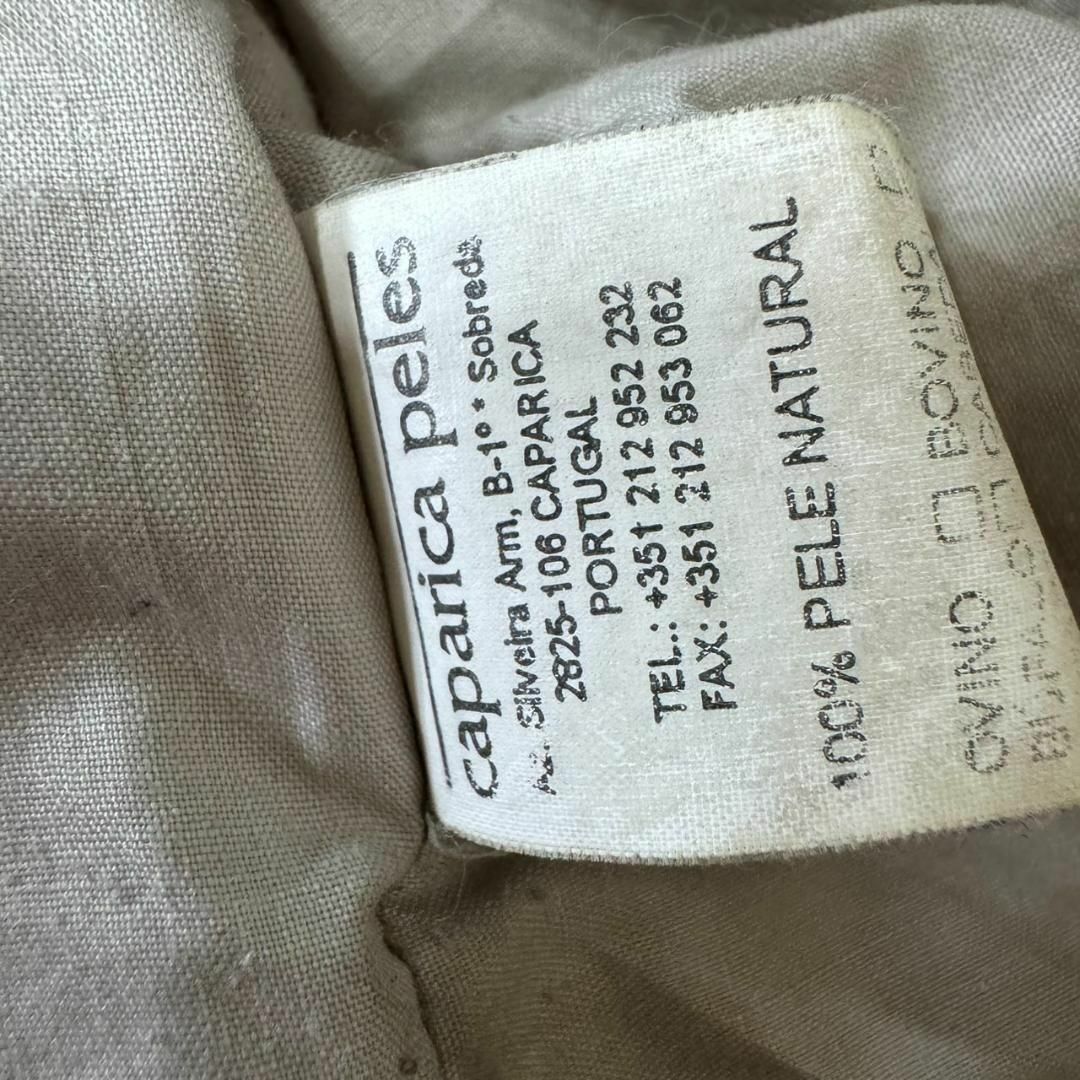 caparica peles
Av. Silveira Arm, B-1º * Sobreda
2825-106 CAPARICA
PORTUGAL
TEL.: +351 212 952 232
FAX: +351 212 953 062
100% PELE NATURAL
OVINO BOVINO